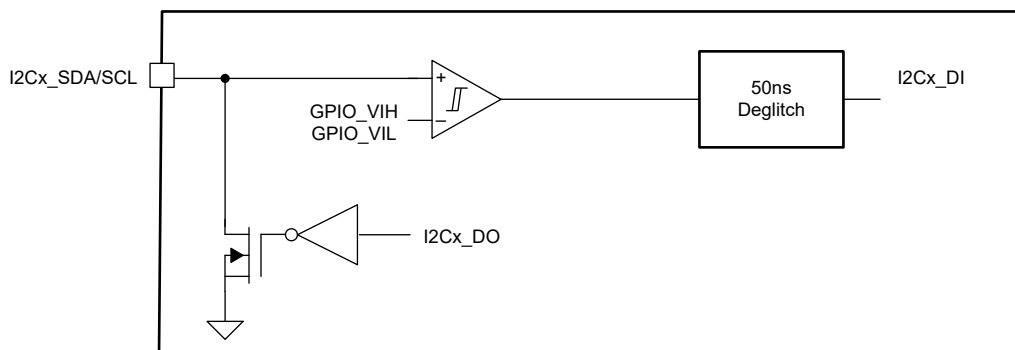 I2Cx_SDA/SCL
+
GPIO_VIH
GPIO_VIL
−
50ns
Deglitch
I2Cx_DI
I2Cx_DO